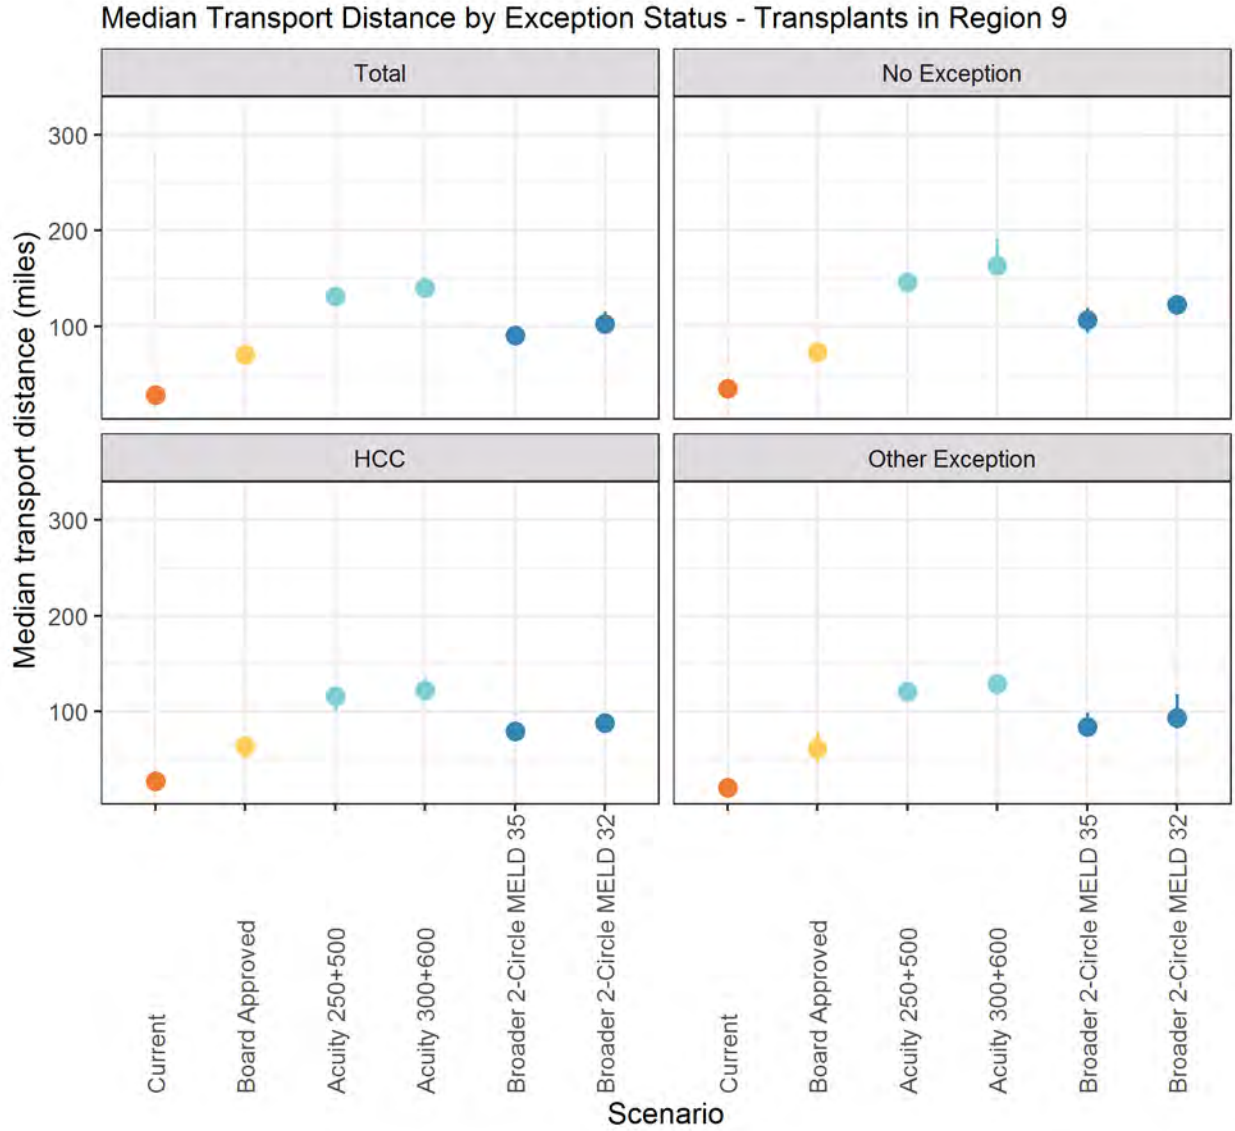 Median Transport Distance by Exception Status - Transplants in Region 9
Total
No Exception
300
200
100
HCC
Other Exception
300
200
100
Median transport distance (miles)
Current
Board Approved
Acuity 250+500
Acuity 300+600
Broader 2-Circle MELD 35
Broader 2-Circle MELD 32
Current
Board Approved
Acuity 250+500
Acuity 300+600
Broader 2-Circle MELD 35
Broader 2-Circle MELD 32
Scenario